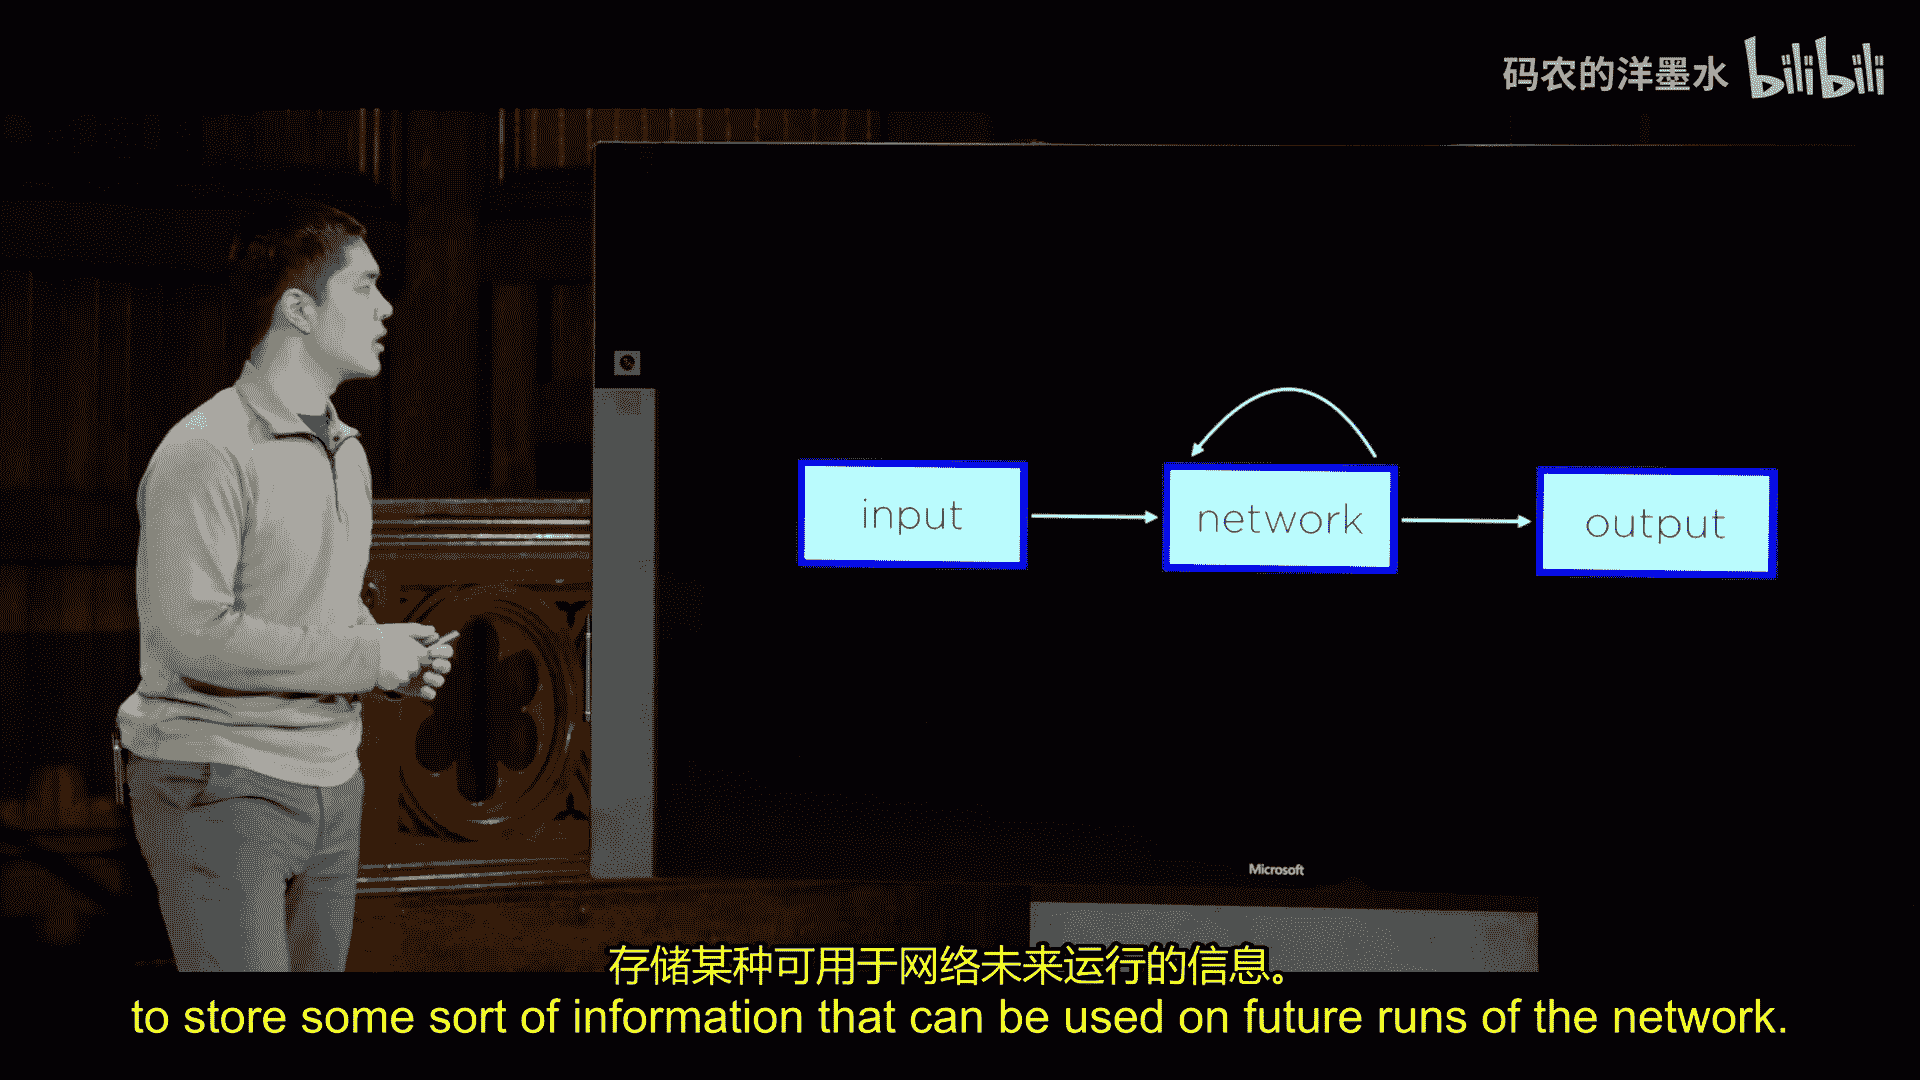 码农的洋墨水 bilibili
input
network
output
Microsoft
存储某种可用于网络未来运行的信息。
to store some sort of information that can be used on future runs of the network.